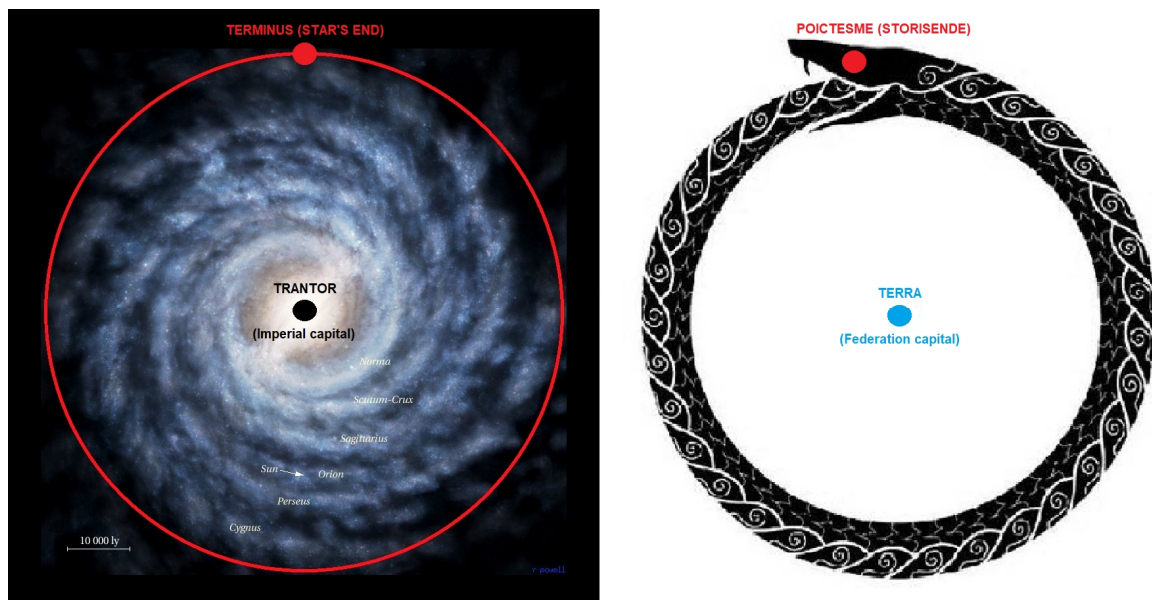 TERMINUS (STAR'S END)
TRANTOR
(Imperial capital)
Norma
Scutum-Crux
Sagittarius
Sun
Orion
Perseus
Cygnus
10 000 ly
r powell
POICTESME (STORISENDE)
TERRA
(Federation capital)